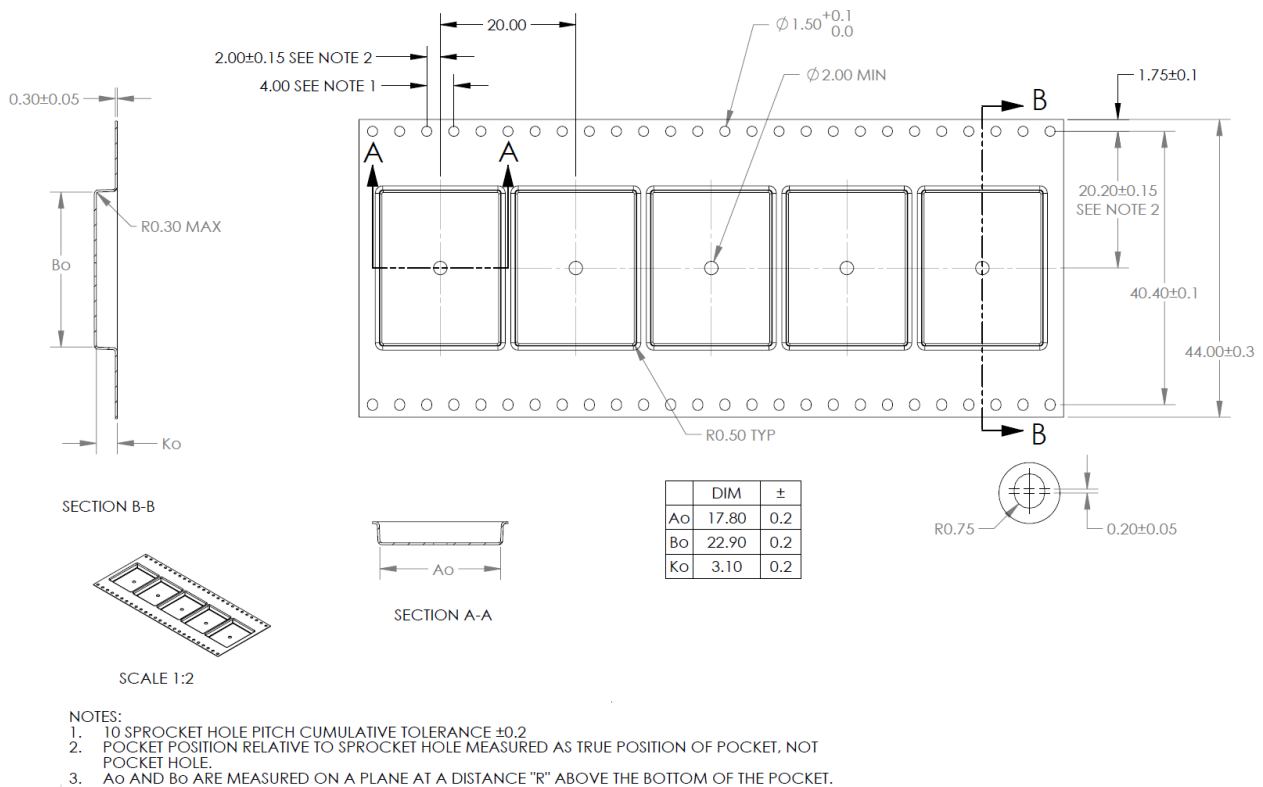 20.00
⌀1.50 +0.1
0.0
2.00±0.15 SEE NOTE 2
⌀2.00 MIN
1.75±0.1
4.00 SEE NOTE 1
0.30±0.05
B
A A
20.20±0.15
SEE NOTE 2
R0.30 MAX
Bo
40.40±0.1
44.00±0.3
R0.50 TYP
B
Ko
SECTION B-B
DIM ±
Ao 17.80 0.2
Bo 22.90 0.2
Ko 3.10 0.2
R0.75
0.20±0.05
Ao
SECTION A-A
SCALE 1:2
NOTES:
1. 10 SPROCKET HOLE PITCH CUMULATIVE TOLERANCE ±0.2
2. POCKET POSITION RELATIVE TO SPROCKET HOLE MEASURED AS TRUE POSITION OF POCKET, NOT
POCKET HOLE.
3. Ao AND Bo ARE MEASURED ON A PLANE AT A DISTANCE "R" ABOVE THE BOTTOM OF THE POCKET.